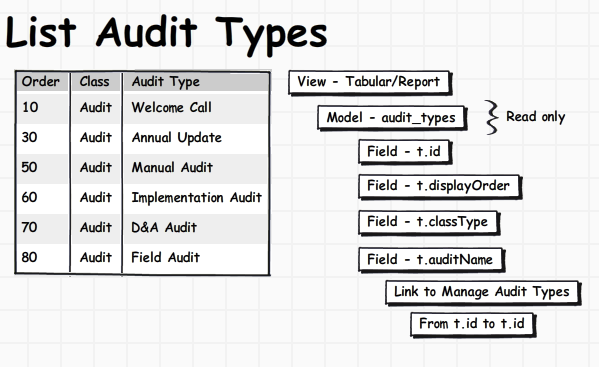 List Audit Types
Order Class Audit Type
10 Audit Welcome Call
30 Audit Annual Update
50 Audit Manual Audit
60 Audit Implementation Audit
70 Audit D&A Audit
80 Audit Field Audit
View - Tabular/Report
Model - audit_types
Read only
Field - t.id
Field - t.displayOrder
Field - t.classType
Field - t.auditName
Link to Manage Audit Types
From t.id to t.id